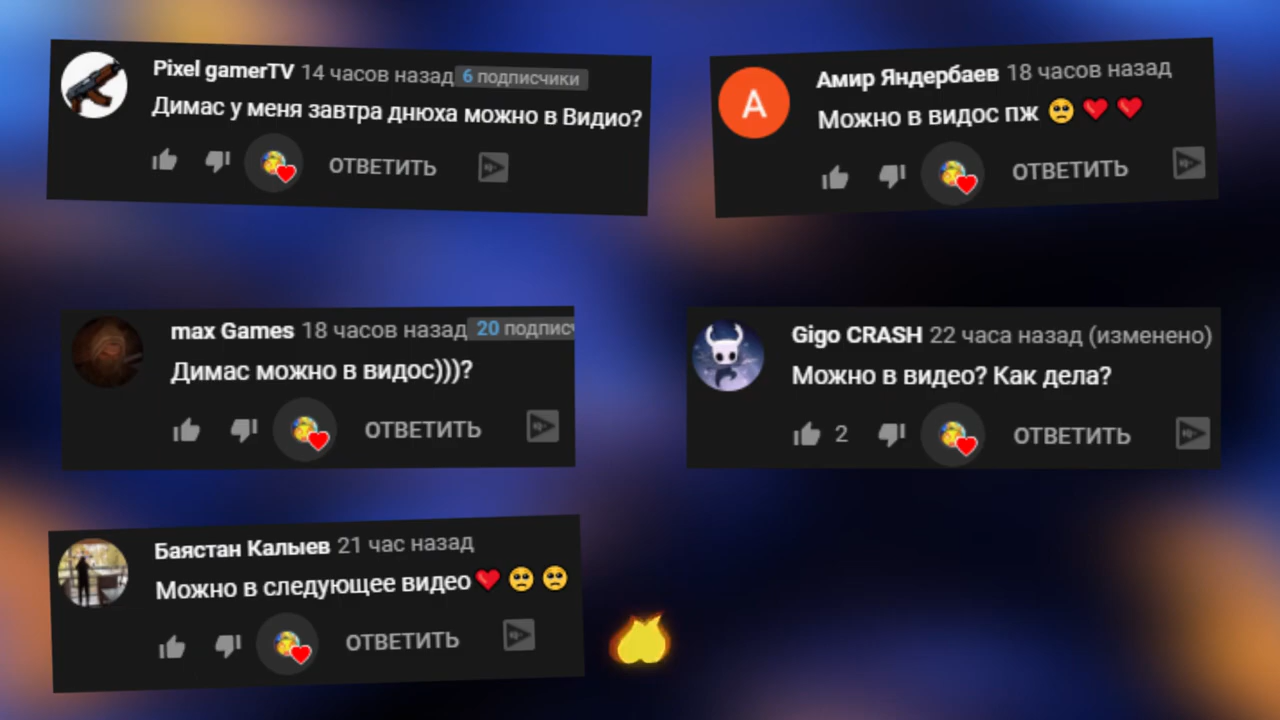 Pixel gamerTV 14 часов назад 6 подписчики
Димас у меня завтра днюха можно в Видио?
ОТВЕТИТЬ
А
Амир Яндербаев 18 часов назад
Можно в видос пж 🥺❤️❤️
ОТВЕТИТЬ
max Games 18 часов назад 20 подпис
Димас можно в видос)))?
ОТВЕТИТЬ
Gigo CRASH 22 часа назад (изменено)
Можно в видео? Как дела?
2 ОТВЕТИТЬ
Баястан Калыев 21 час назад
Можно в следующее видео❤️🥺🥺
ОТВЕТИТЬ